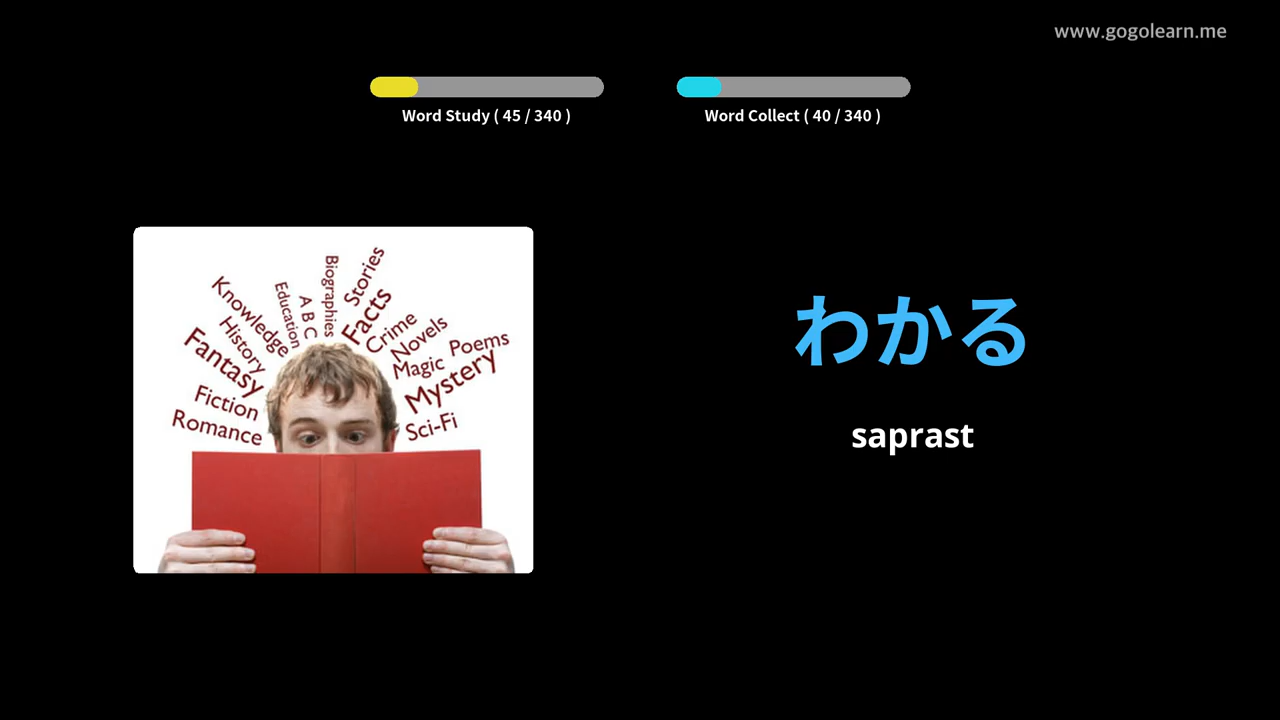 www.gogolearn.me
Word Study ( 45 / 340 )
Word Collect ( 40 / 340 )
Biographies
Stories
Education
A B C
Facts
Knowledge
Crime
History
Novels
Fantasy
Magic
Poems
Mystery
Fiction
Romance
Sci-Fi
わかる
saprast